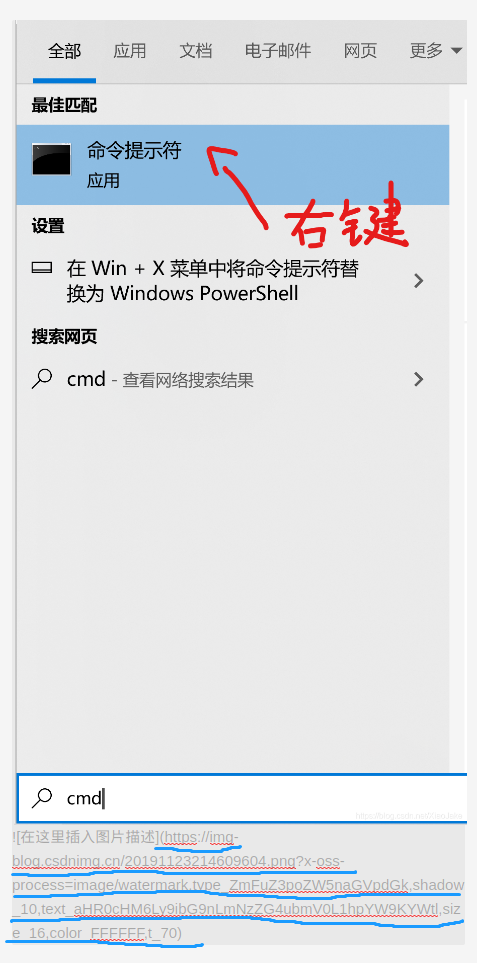 全部 应用 文档 电子邮件 网页 更多
最佳匹配
命令提示符
应用
右键
设置
在 Win + X 菜单中将命令提示符替
换为 Windows PowerShell
搜索网页
cmd - 查看网络搜索结果
cmd
![在这里插入图片描述](https://img-
blog.csdnimg.cn/20191123214609604.png?x-oss-
process=image/watermark,type_ZmFuZ3poZW5naGVpdGk,shadow
_10,text_aHR0cHM6Ly9ibG9nLmNzZG4ubmV0L1hpYW9KYWtl,siz
e_16,color_FFFFFF,t_70)